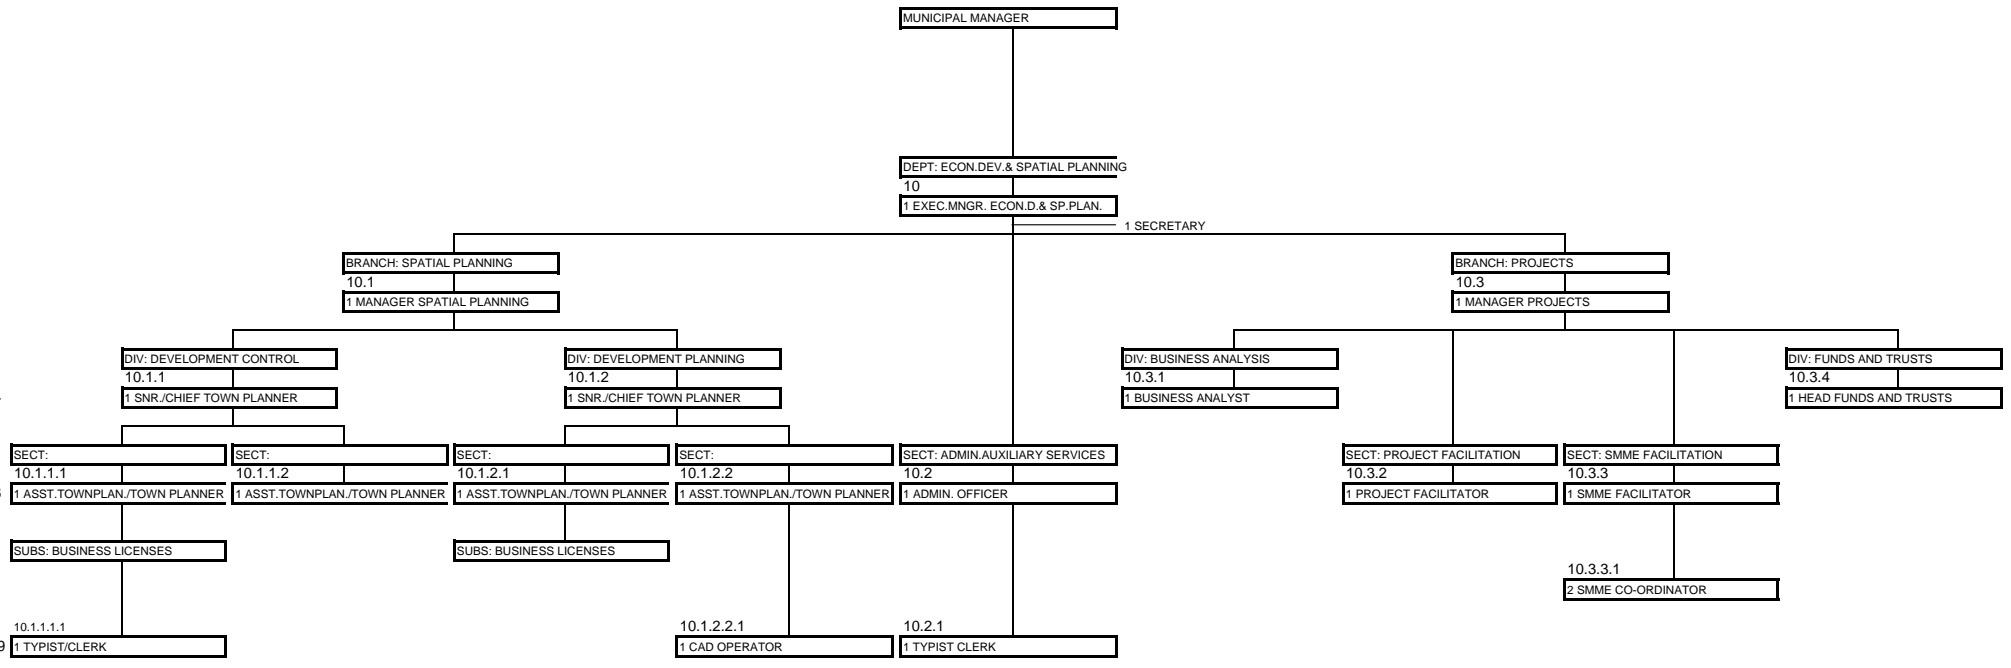 MUNICIPAL MANAGER
DEPT: ECON.DEV.& SPATIAL PLANNING
10
1 EXEC.MNGR. ECON.D.& SP.PLAN.
1 SECRETARY
BRANCH: SPATIAL PLANNING
10.1
1 MANAGER SPATIAL PLANNING
BRANCH: PROJECTS
10.3
1 MANAGER PROJECTS
DIV: DEVELOPMENT CONTROL
10.1.1
1 SNR./CHIEF TOWN PLANNER
DIV: DEVELOPMENT PLANNING
10.1.2
1 SNR./CHIEF TOWN PLANNER
DIV: BUSINESS ANALYSIS
10.3.1
1 BUSINESS ANALYST
DIV: FUNDS AND TRUSTS
10.3.4
1 HEAD FUNDS AND TRUSTS
SECT:
10.1.1.1
1 ASST.TOWNPLAN./TOWN PLANNER
SECT:
10.1.1.2
1 ASST.TOWNPLAN./TOWN PLANNER
SECT:
10.1.2.1
1 ASST.TOWNPLAN./TOWN PLANNER
SECT:
10.1.2.2
1 ASST.TOWNPLAN./TOWN PLANNER
SECT: ADMIN.AUXILIARY SERVICES
10.2
1 ADMIN. OFFICER
SECT: PROJECT FACILITATION
10.3.2
1 PROJECT FACILITATOR
SECT: SMME FACILITATION
10.3.3
1 SMME FACILITATOR
SUBS: BUSINESS LICENSES
SUBS: BUSINESS LICENSES
10.3.3.1
2 SMME CO-ORDINATOR
10.1.1.1.1
1 TYPIST/CLERK
10.1.2.2.1
1 CAD OPERATOR
10.2.1
1 TYPIST CLERK